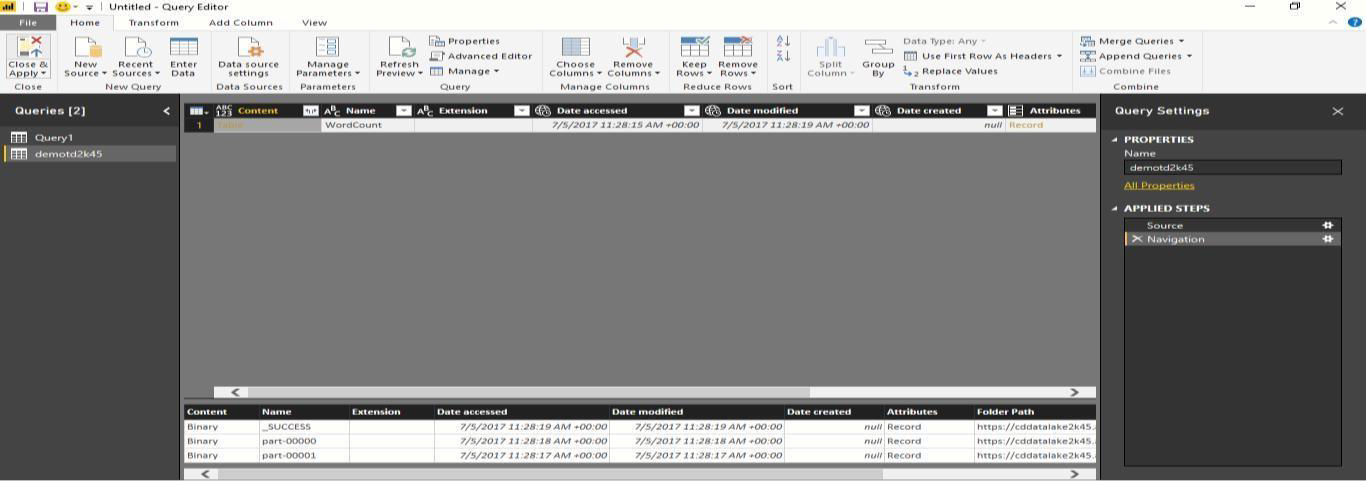 Untitled - Query Editor
File Home Transform Add Column View
Close & Apply
New Source
Recent Sources
Enter Data
Data source settings
Manage Parameters
Refresh Preview
Properties
Advanced Editor
Manage
Choose Columns
Remove Columns
Keep Rows
Remove Rows
Split Column
Group By
Data Type: Any
Use First Row As Headers
1 2 Replace Values
Merge Queries
Append Queries
Combine Files
Close New Query Data Sources Parameters Query Manage Columns Reduce Rows Sort Transform Combine
Queries [2]
Query1
demotd2k45
ABC 123 Content ABC Name ABC Extension Date accessed Date modified Date created Attributes
1 Table WordCount 7/5/2017 11:28:15 AM +00:00 7/5/2017 11:28:19 AM +00:00 null Record
Content Name Extension Date accessed Date modified Date created Attributes Folder Path
Binary _SUCCESS 7/5/2017 11:28:19 AM +00:00 7/5/2017 11:28:19 AM +00:00 null Record https://cddatalake2k45.
Binary part-00000 7/5/2017 11:28:18 AM +00:00 7/5/2017 11:28:18 AM +00:00 null Record https://cddatalake2k45.
Binary part-00001 7/5/2017 11:28:17 AM +00:00 7/5/2017 11:28:17 AM +00:00 null Record https://cddatalake2k45.
Query Settings
PROPERTIES
Name
demotd2k45
All Properties
APPLIED STEPS
Source
Navigation